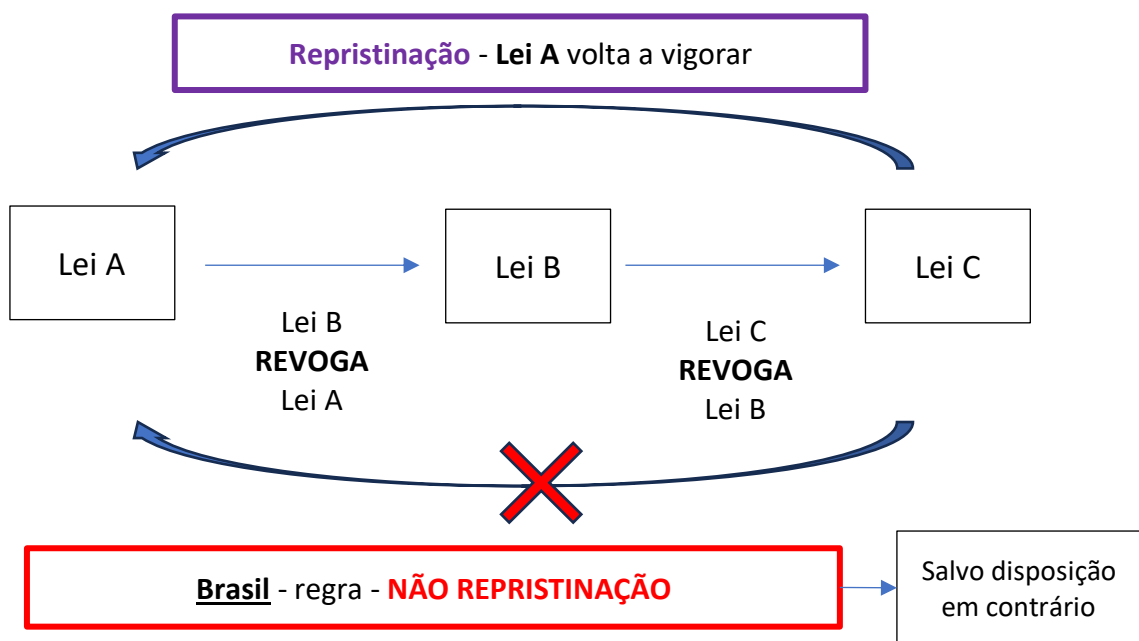 Repristinação - Lei A volta a vigorar
Lei A
Lei B
Lei C
Lei B
REVOGA
Lei A
Lei C
REVOGA
Lei B
Brasil - regra - NÃO REPRISTINAÇÃO
Salvo disposição
em contrário